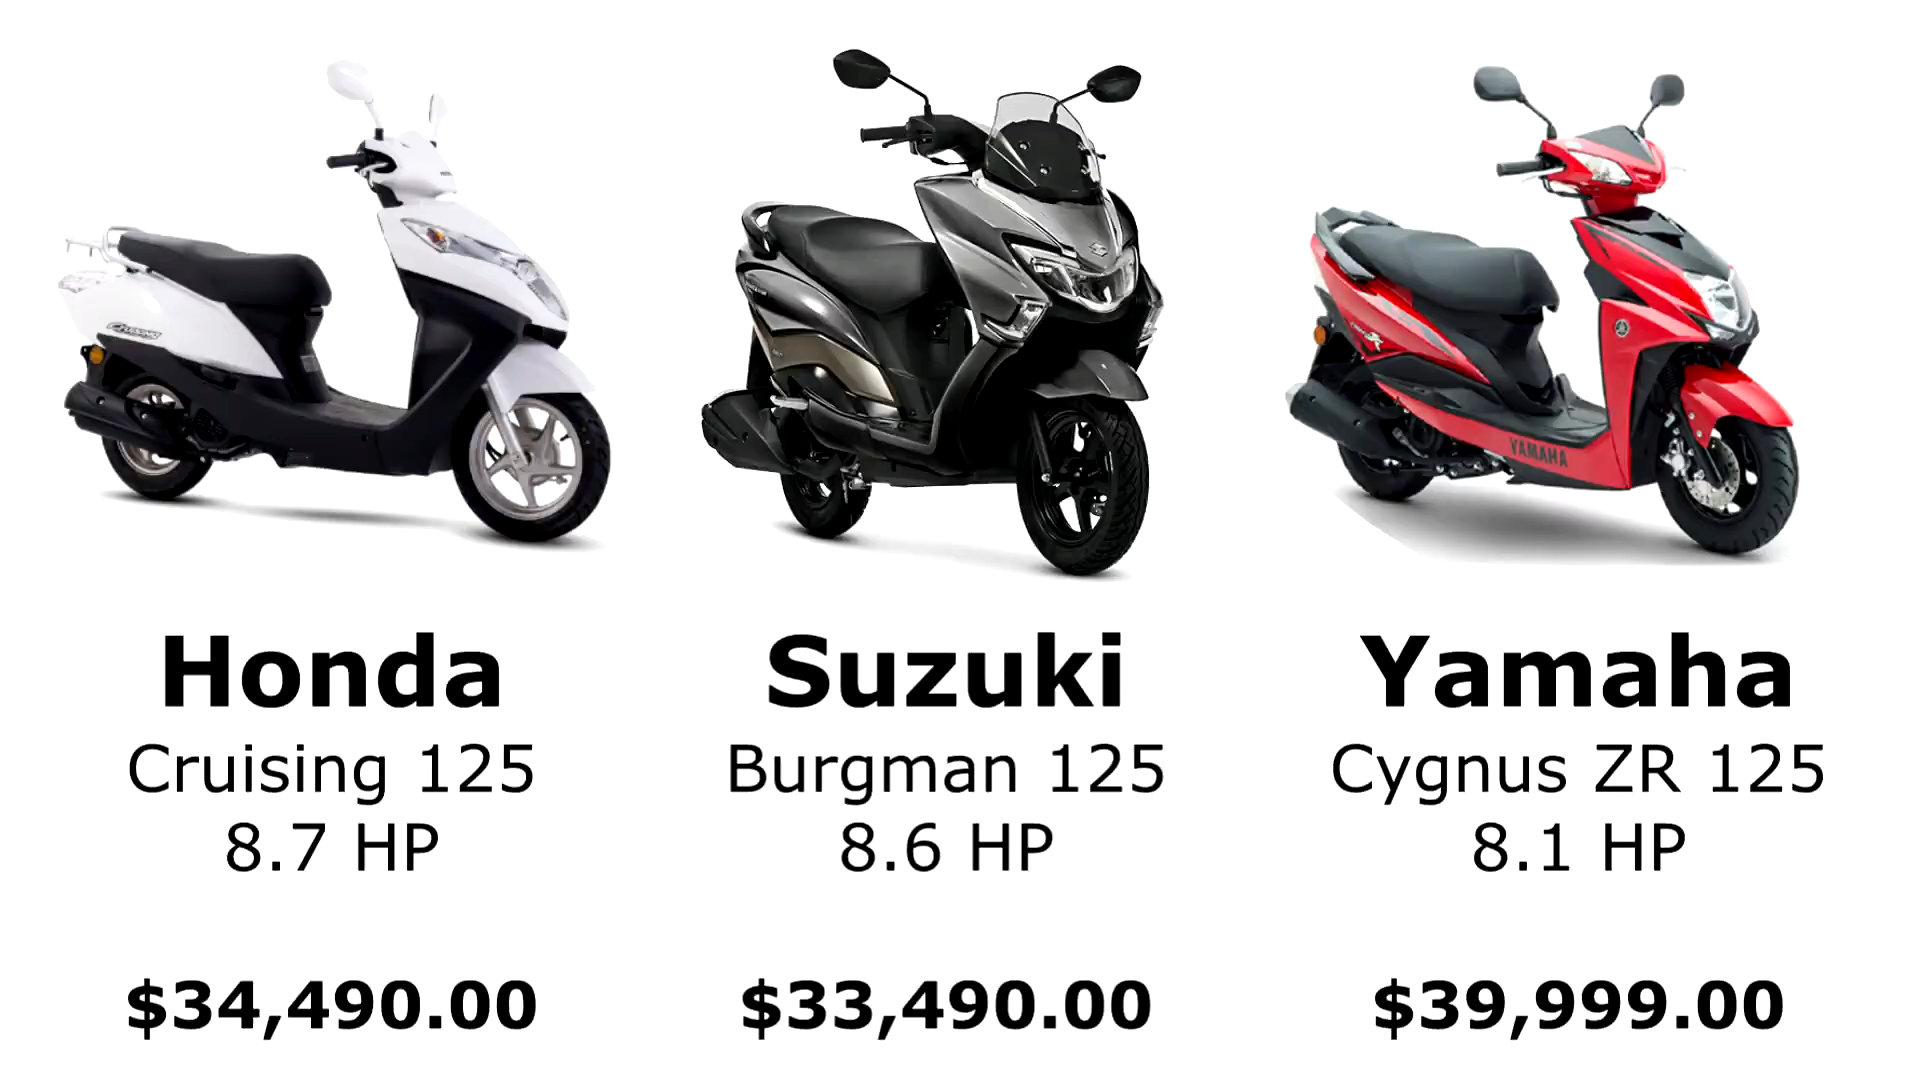 Honda
Cruising 125
8.7 HP
$34,490.00
Suzuki
Burgman 125
8.6 HP
$33,490.00
YAMAHA
Yamaha
Cygnus ZR 125
8.1 HP
$39,999.00